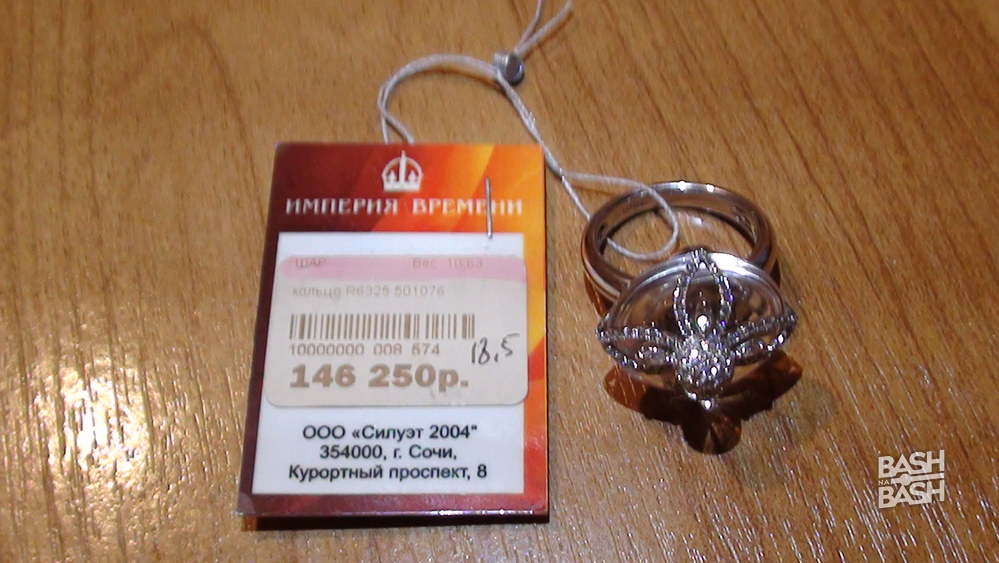 ИМПЕРИЯ ВРЕМЕНИ
ШАР Вес 10,63
кольцо R6325 501076
10000000 008 574
18,5
146 250р.
ООО «Силуэт 2004"
354000, г. Сочи,
Курортный проспект, 8
BASH
NA
BASH